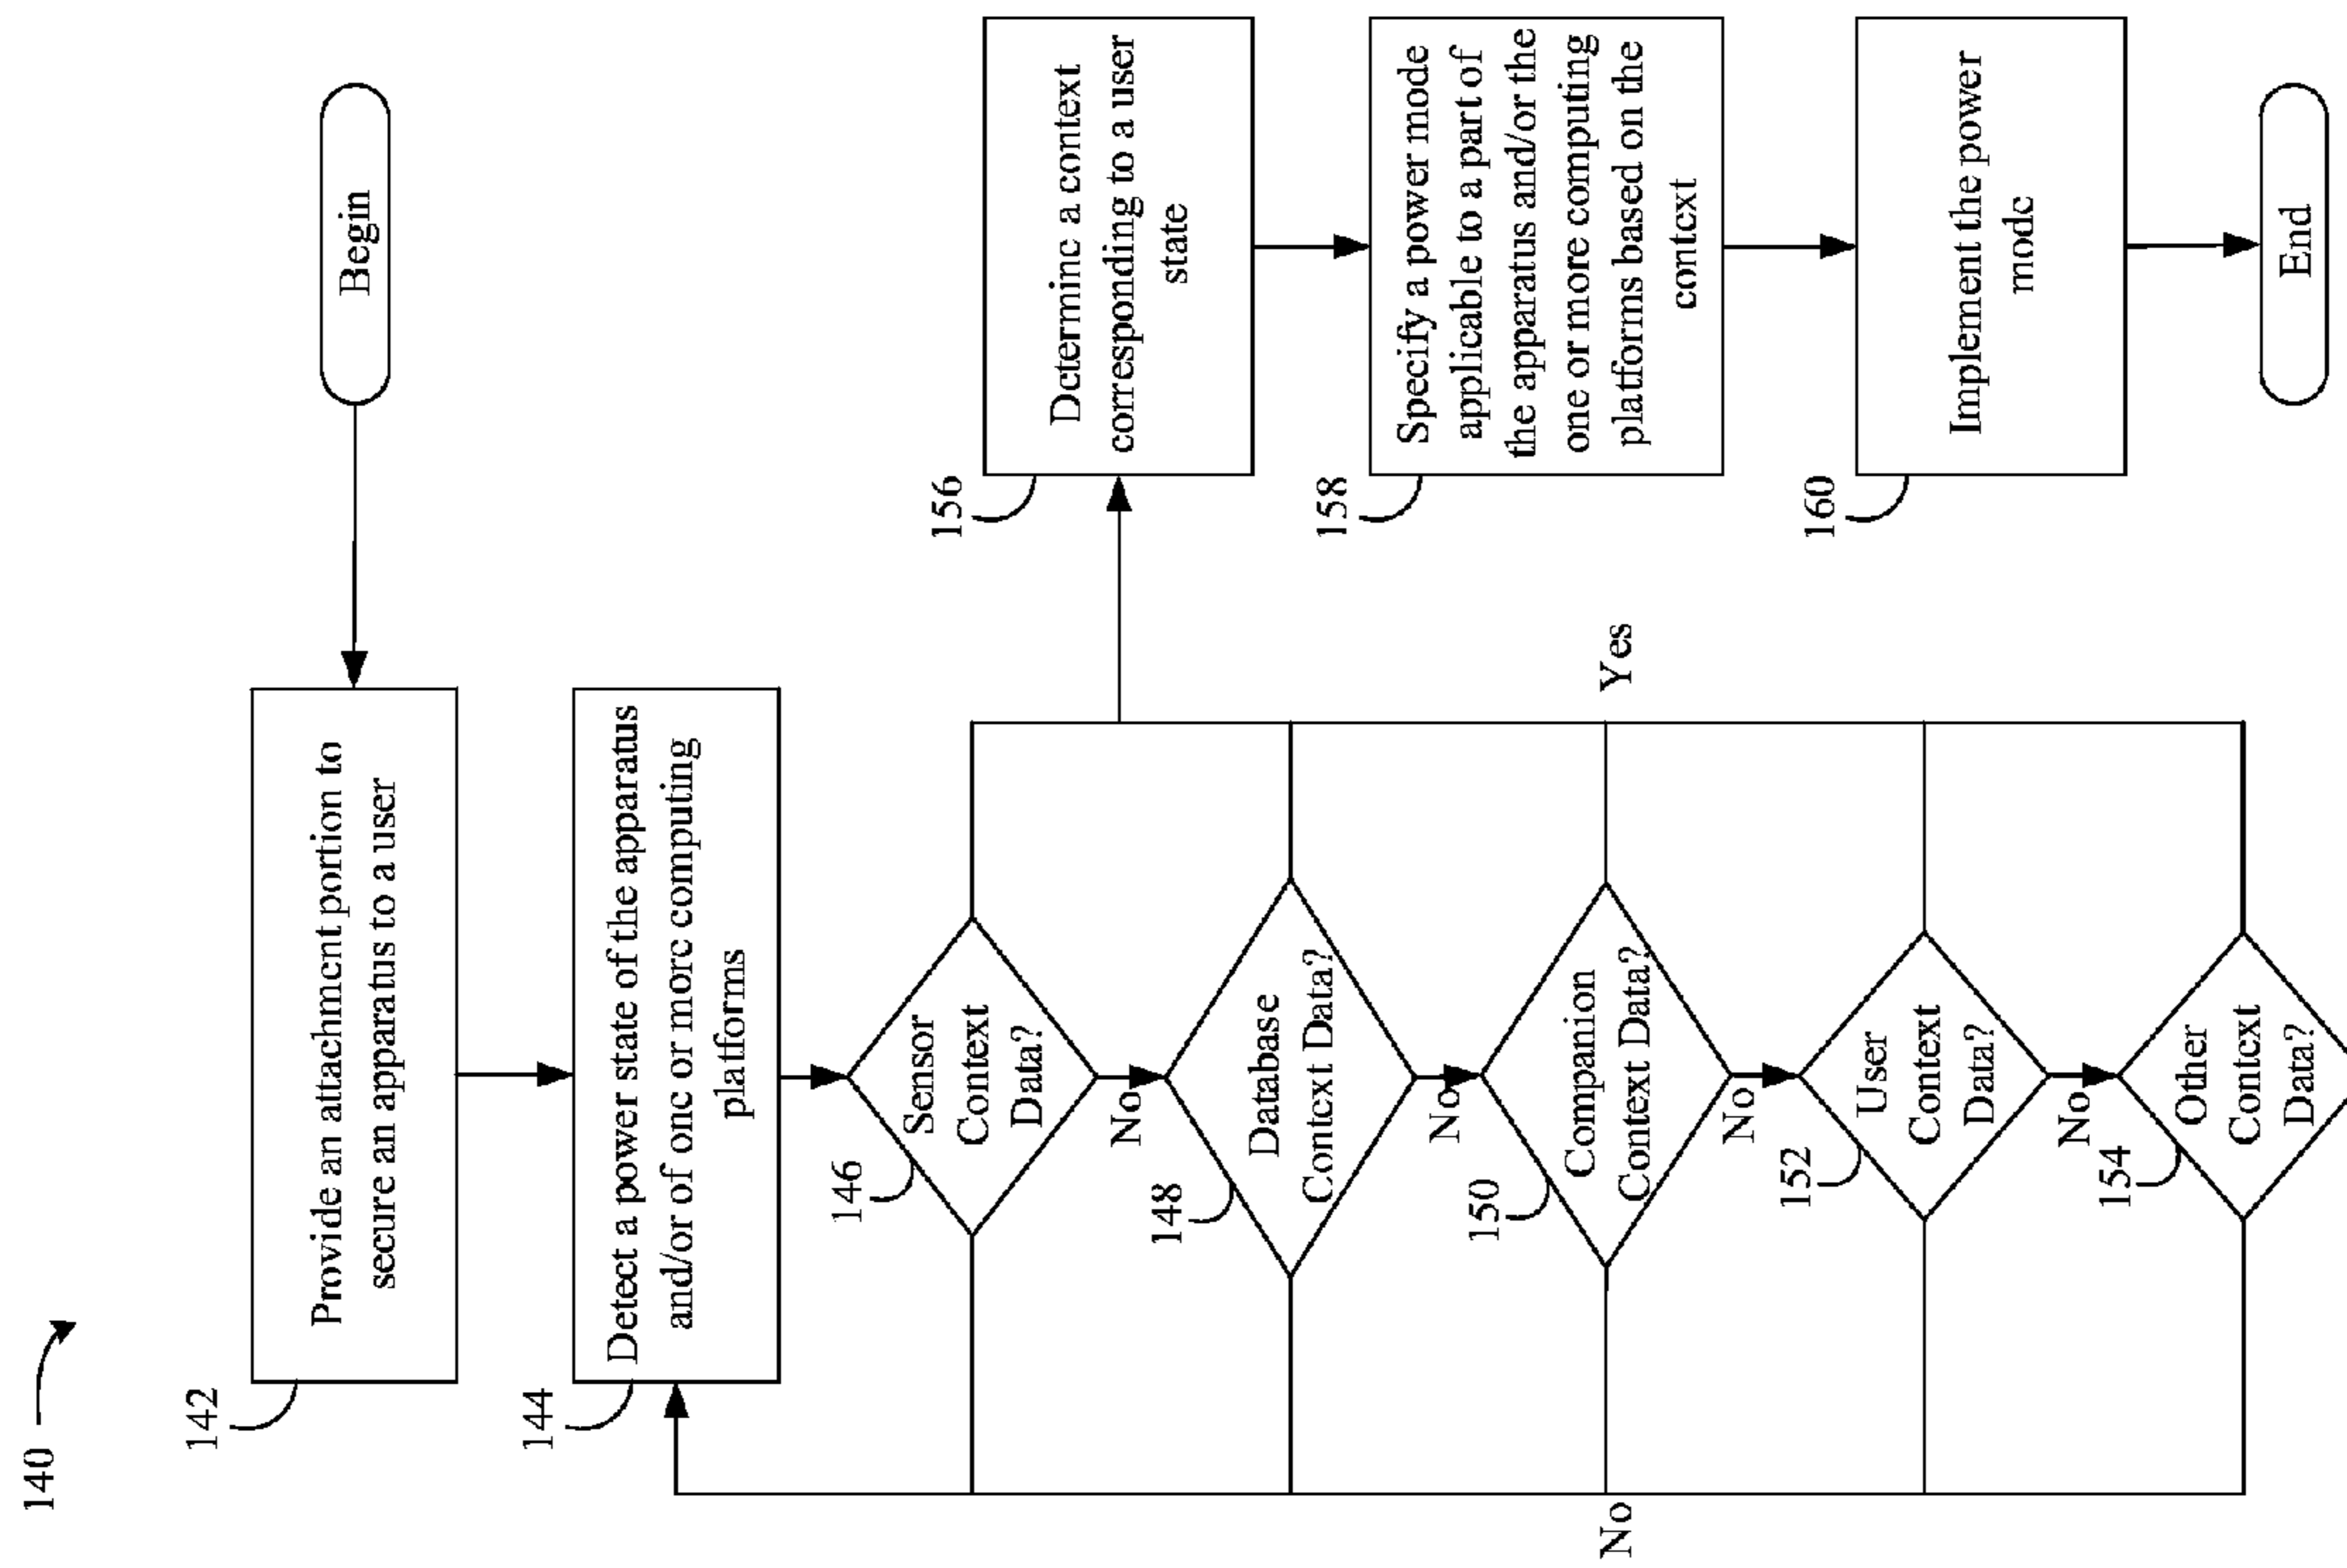 140
Begin
142
Provide an attachment portion to
secure an apparatus to a user
144
Detect a power state of the apparatus
and/or of one or more computing
platforms
146
Sensor
Context
Data?
No
148
Database
Context Data?
No
150
Companion
Context Data?
No
152
User
Context
Data?
No
154
Other
Context
Data?
No
Yes
156
Determine a context
corresponding to a user
state
158
Specify a power mode
applicable to a part of
the apparatus and/or the
one or more computing
platforms based on the
context
160
Implement the power
mode
End